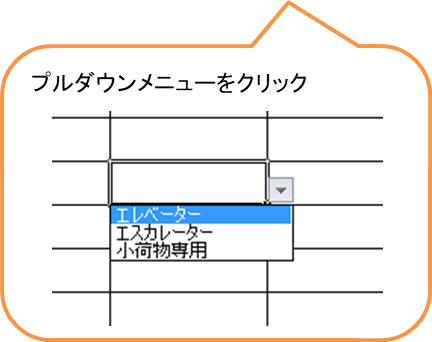 プルダウンメニューをクリック
エレベーター
エスカレーター
小荷物専用